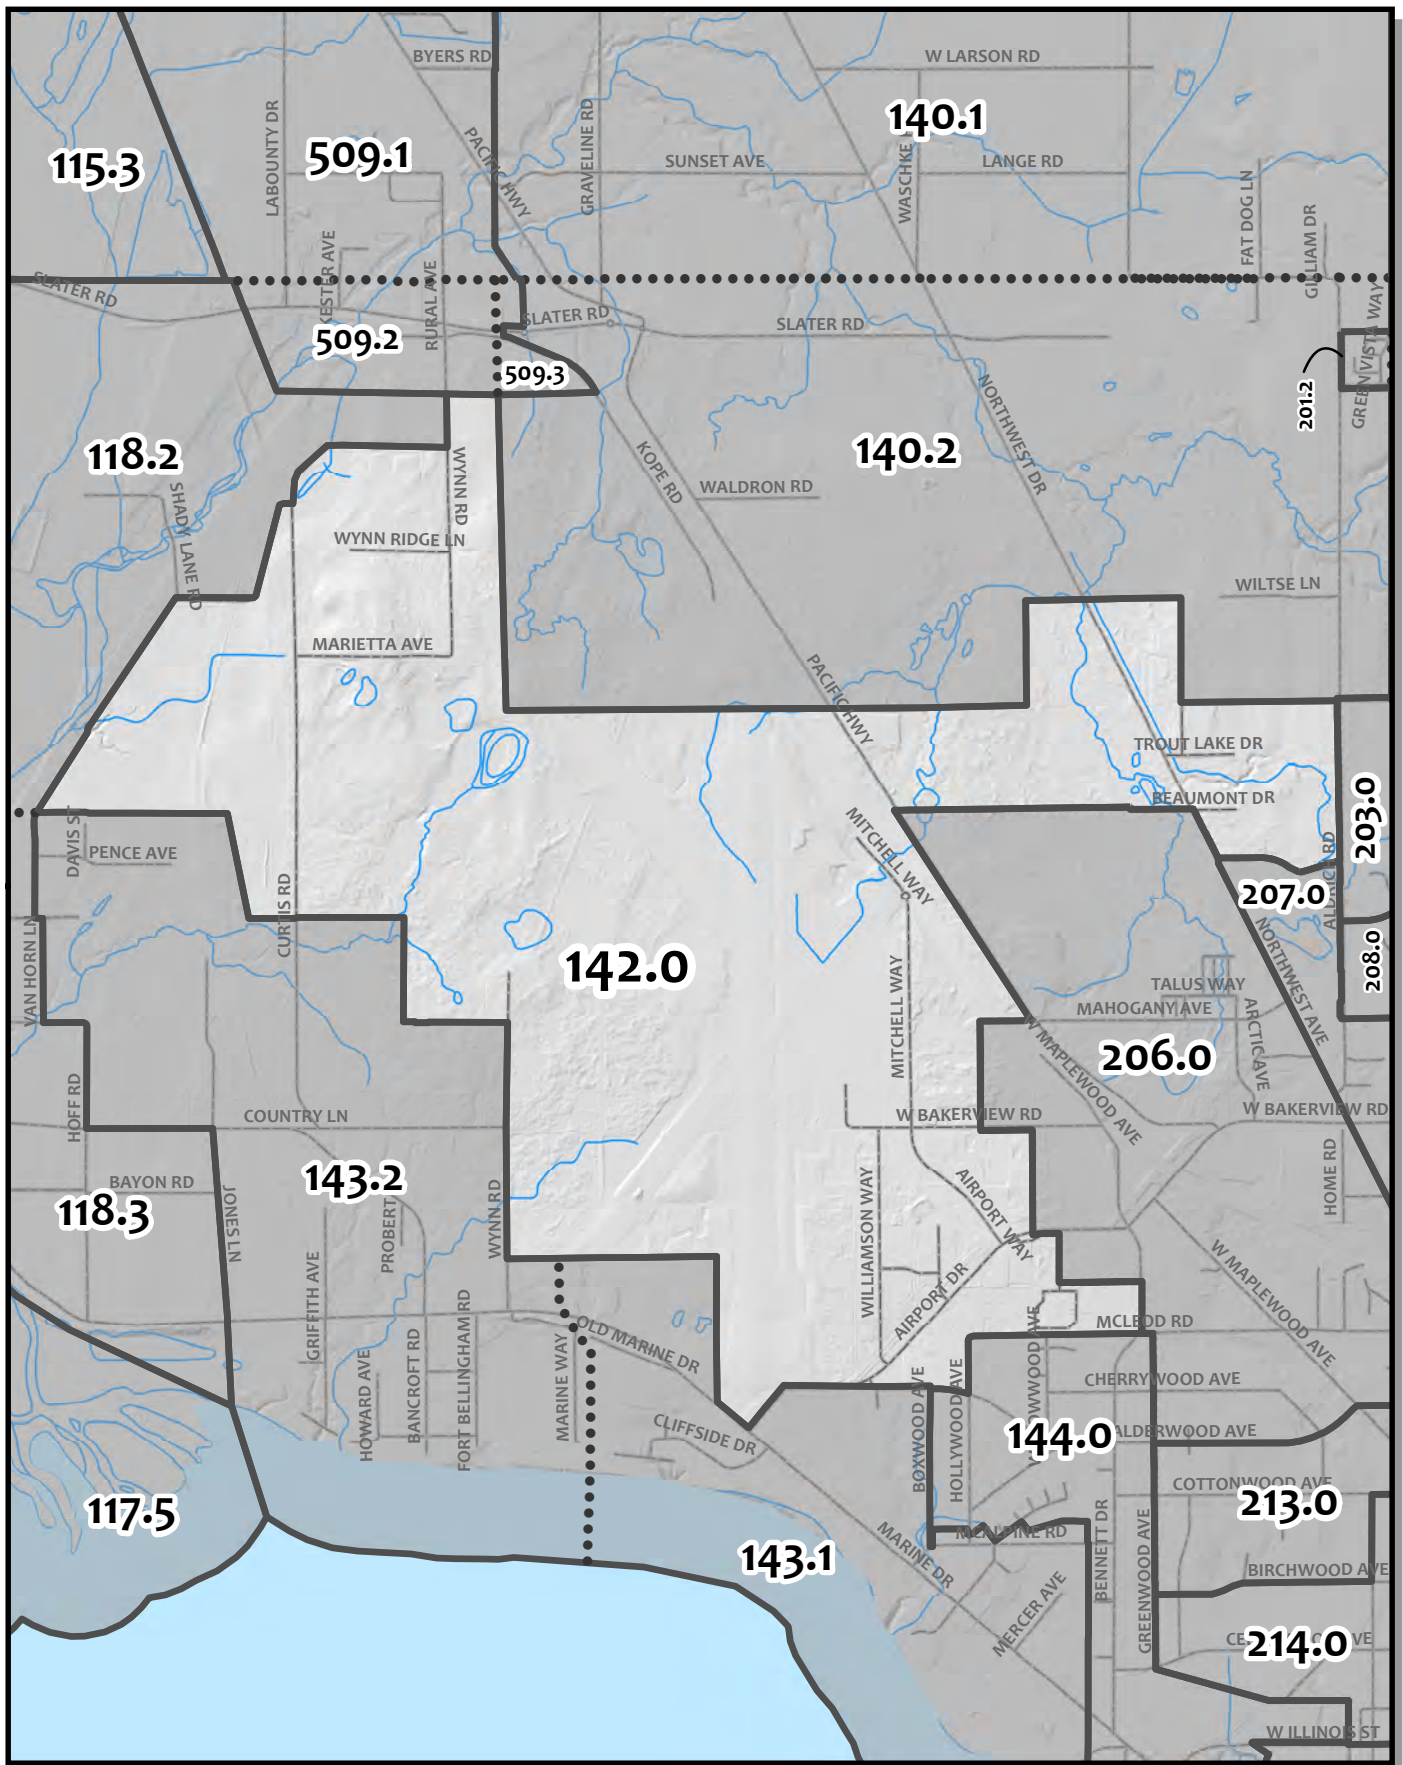 BYERS RD
W LARSON RD
140.1
509.1
115.3
LABOUNTY DR
PACIFIC HWY
GRAVELINE RD
SUNSET AVE
WASCHKE
LANGE RD
FAT DOG LN
GILLIAM DR
KESTER AVE
RURAL AVE
SLATER RD
SLATER RD
SLATER RD
509.2
509.3
201.2
GREEN VISTA WAY
NORTHWEST DR
118.2
140.2
WYNN RD
KOPE RD
WALDRON RD
SHADY LANE RD
WYNN RIDGE LN
WILTSE LN
MARIETTA AVE
PACIFIC HWY
TROUT LAKE DR
BEAUMONT DR
203.0
DAVIS ST
PENCE AVE
MITCHELL WAY
ALDRICH RD
207.0
CURTIS RD
VAN HORN LN
142.0
NORTHWEST AVE
208.0
TALUS WAY
MAHOGANY AVE
MITCHELL WAY
W MAPLEWOOD AVE
206.0
ARCTIC AVE
HOFF RD
COUNTRY LN
W BAKERVIEW RD
W BAKERVIEW RD
143.2
BAYON RD
118.3
JONES LN
PROBERT
WYNN RD
WILLIAMSON WAY
AIRPORT WAY
HOME RD
GRIFFITH AVE
AIRPORT DR
W MAPLEWOOD AVE
FORT BELLINGHAM RD
OLD MARINE DR
MCLEOD RD
HOWARD AVE
BANCROFT RD
MARINE WAY
CHERRYWOOD AVE
BOXWOOD AVE
HOLLYWOOD AVE
CLIFFSIDE DR
144.0
ALDERWOOD AVE
COTTONWOOD AVE
117.5
213.0
MCALPINE RD
BENNETT DR
GREENWOOD AVE
143.1
MARINE DR
BIRCHWOOD AVE
MERCER AVE
214.0
W ILLINOIS ST